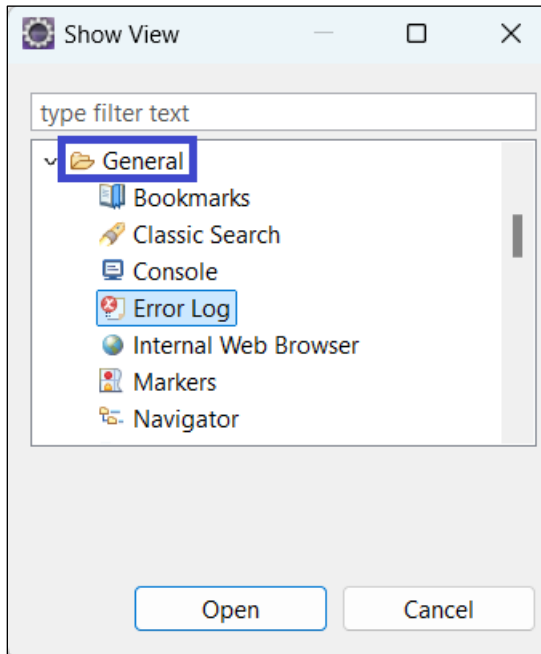 Show View
type filter text
General
Bookmarks
Classic Search
Console
Error Log
Internal Web Browser
Markers
Navigator
Open Cancel